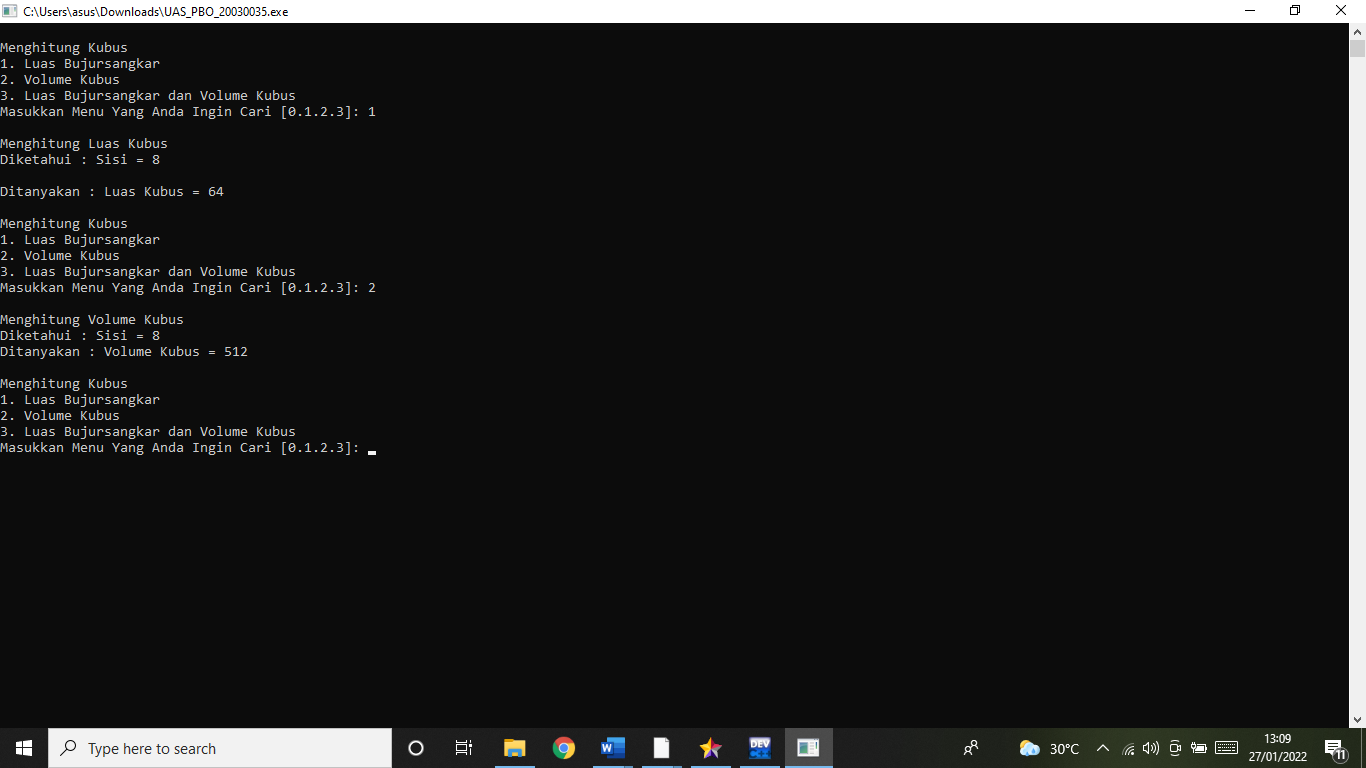 C:\Users\asus\Downloads\UAS_PBO_20030035.exe
Menghitung Kubus
1. Luas Bujursangkar
2. Volume Kubus
3. Luas Bujursangkar dan Volume Kubus
Masukkan Menu Yang Anda Ingin Cari [0.1.2.3]: 1
Menghitung Luas Kubus
Diketahui : Sisi = 8
Ditanyakan : Luas Kubus = 64
Menghitung Kubus
1. Luas Bujursangkar
2. Volume Kubus
3. Luas Bujursangkar dan Volume Kubus
Masukkan Menu Yang Anda Ingin Cari [0.1.2.3]: 2
Menghitung Volume Kubus
Diketahui : Sisi = 8
Ditanyakan : Volume Kubus = 512
Menghitung Kubus
1. Luas Bujursangkar
2. Volume Kubus
3. Luas Bujursangkar dan Volume Kubus
Masukkan Menu Yang Anda Ingin Cari [0.1.2.3]:
Type here to search
W
DEV
30°C
13:09
27/01/2022
11